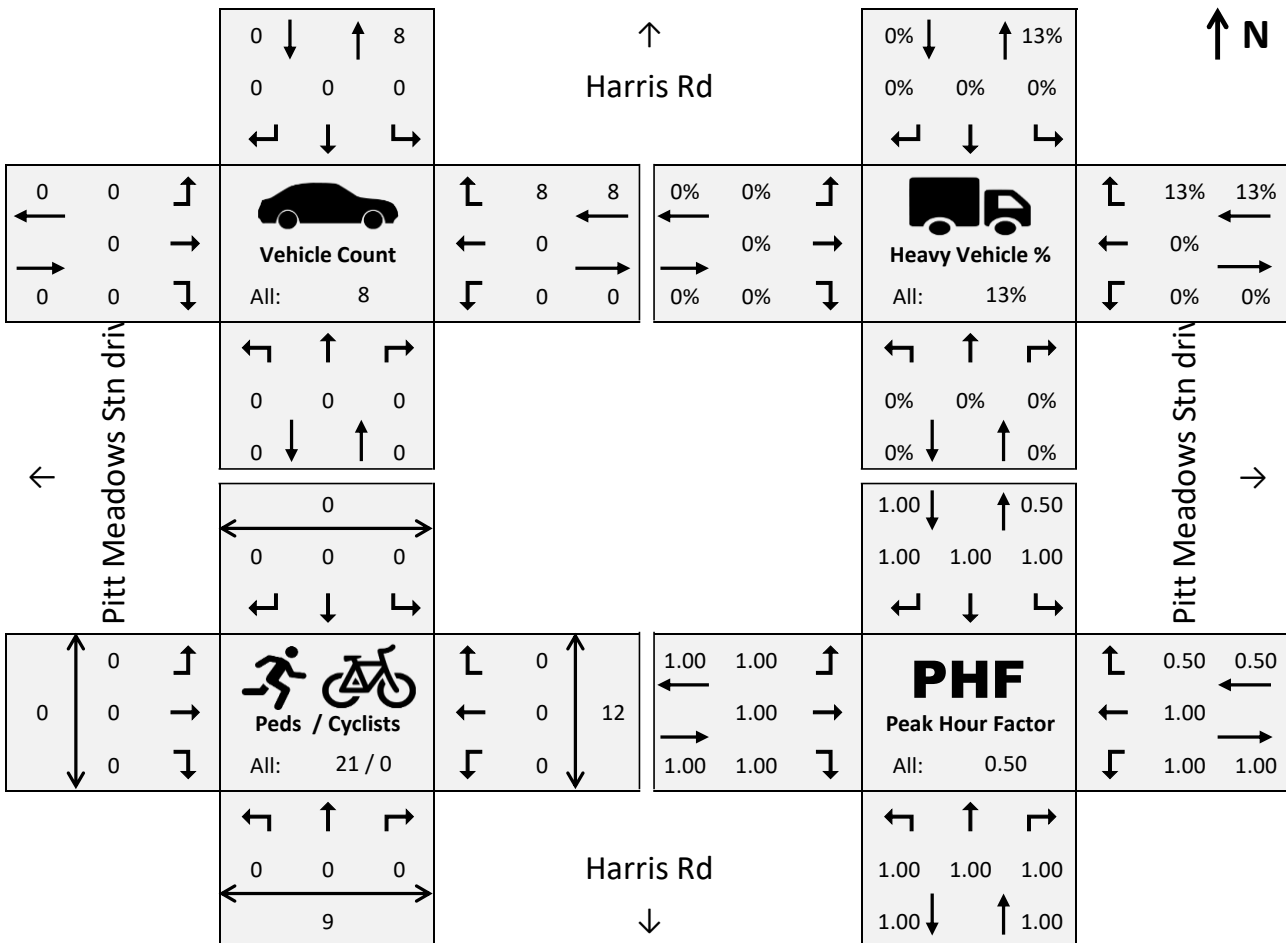 0 8
0% 13%
N
Harris Rd
0 0 0
0% 0% 0%
0 0
8 8
0% 0%
13% 13%
0
Vehicle Count
0
0%
Heavy Vehicle %
0%
0 0
All: 8
0 0
0% 0%
All: 13%
0% 0%
Pitt Meadows Stn driv
0 0 0
0 0
0% 0% 0%
0% 0%
Pitt Meadows Stn driv
0
0 0 0
1.00 0.50
1.00 1.00 1.00
0
0
1.00 1.00
PHF
0.50 0.50
0 0
Peds / Cyclists
0 12
1.00
Peak Hour Factor
1.00
0
All: 21 / 0
0
1.00 1.00
All: 0.50
1.00 1.00
0 0 0
9
Harris Rd
1.00 1.00 1.00
1.00 1.00